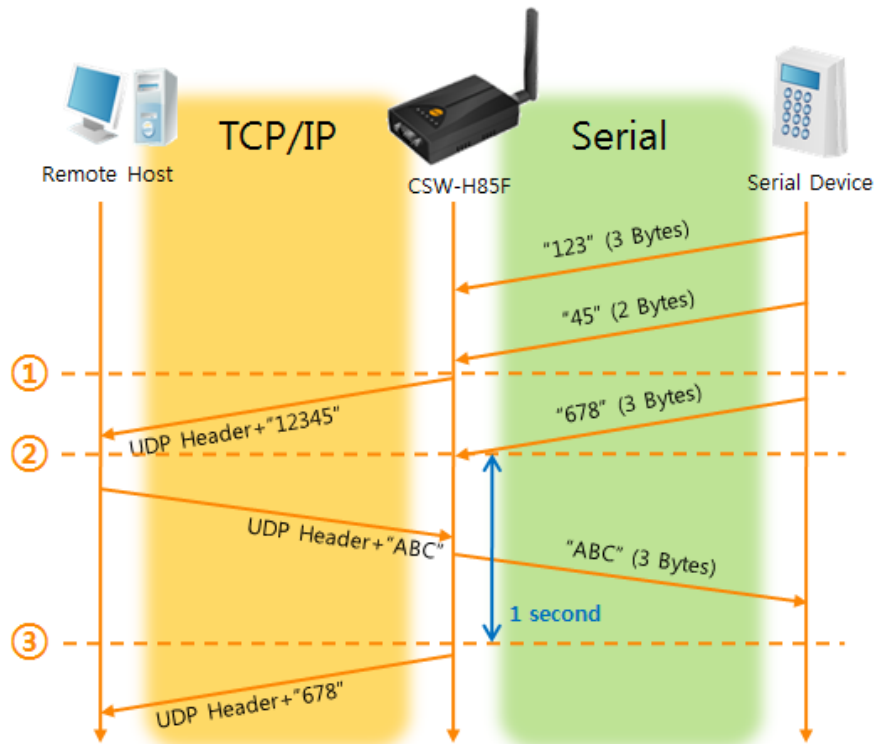 TCP/IP
Serial
Remote Host
CSW-H85F
Serial Device
"123" (3 Bytes)
"45" (2 Bytes)
①
UDP Header+"12345"
"678" (3 Bytes)
②
UDP Header+"ABC"
"ABC" (3 Bytes)
1 second
③
UDP Header+"678"